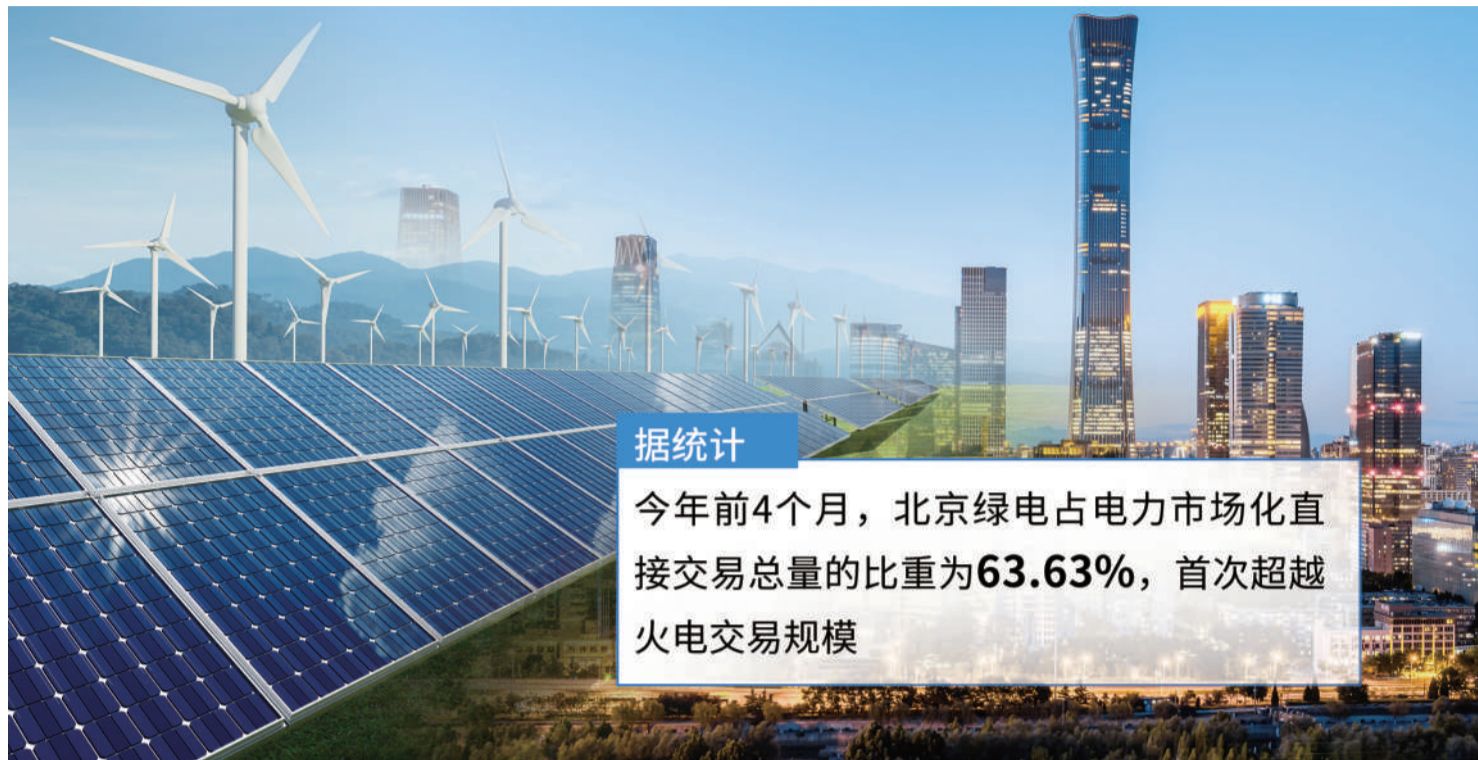 据统计
今年前4个月，北京绿电占电力市场化直
接交易总量的比重为63.63%，首次超越
火电交易规模